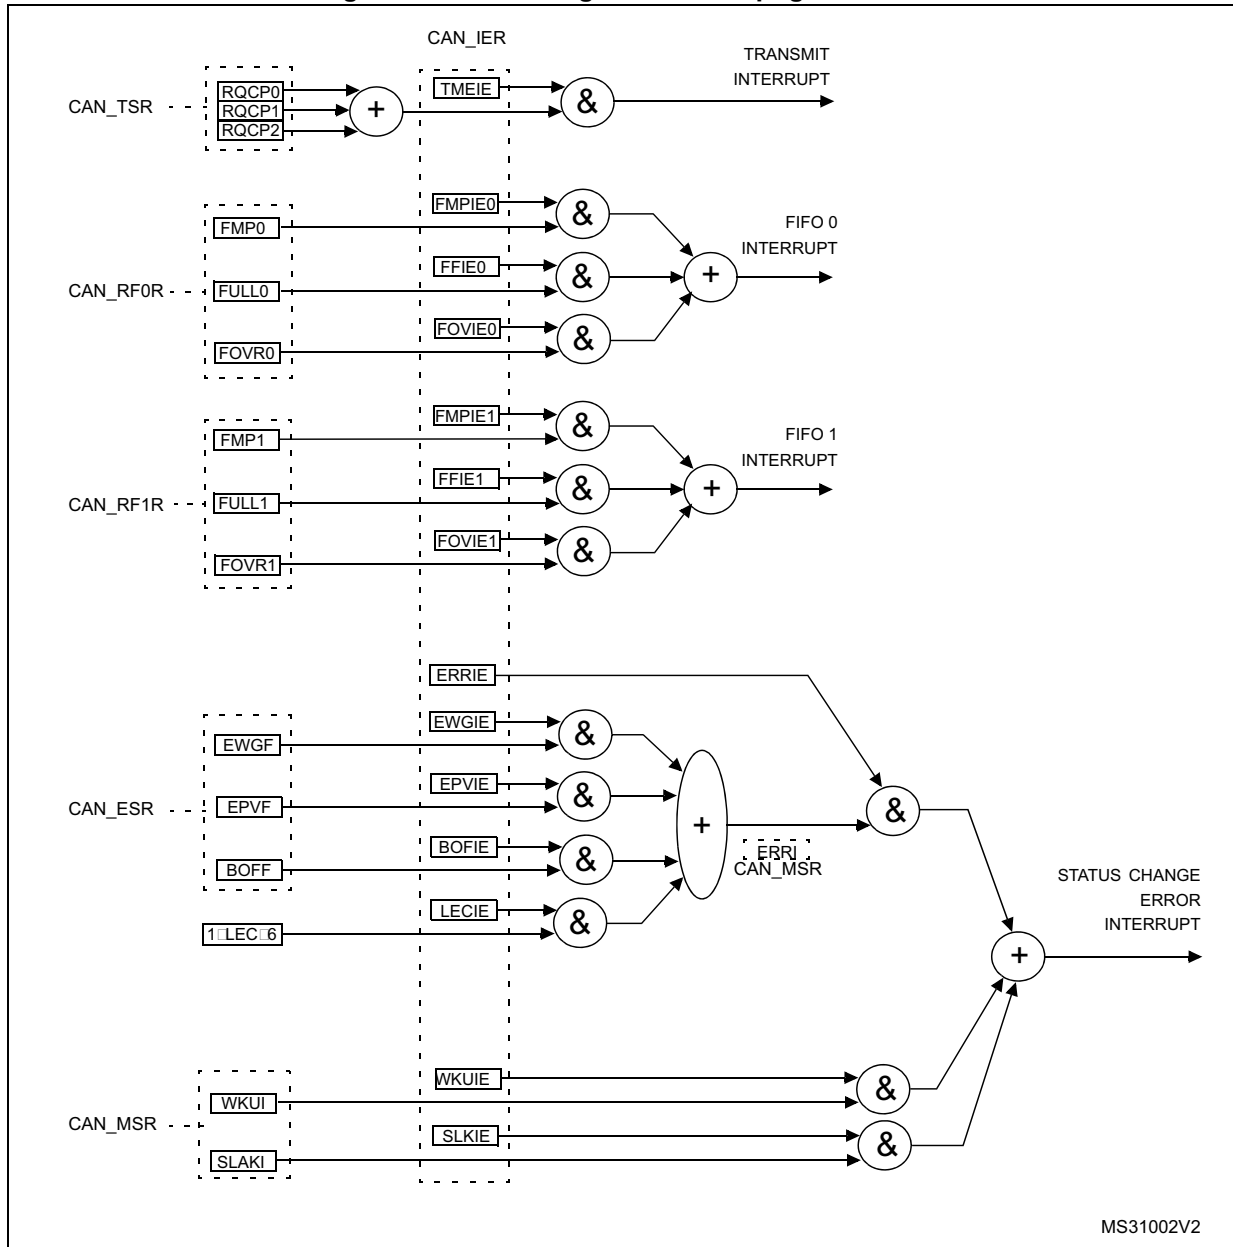 CAN_IER
TRANSMIT
INTERRUPT
CAN_TSR
RQCP0
RQCP1
RQCP2
+
TMEIE
&
CAN_RF0R
FMP0
FULL0
FOVR0
FMPIE0
FFIE0
FOVIE0
&
&
&
+
FIFO 0
INTERRUPT
CAN_RF1R
FMP1
FULL1
FOVR1
FMPIE1
FFIE1
FOVIE1
&
&
&
+
FIFO 1
INTERRUPT
CAN_ESR
EWGF
EPVF
BOFF
1□LEC□6
ERRIE
EWGIE
EPVIE
BOFIE
LECIE
&
&
&
&
+
ERRI
CAN_MSR
&
STATUS CHANGE
ERROR
INTERRUPT
+
CAN_MSR
WKUI
SLAKI
WKUIE
SLKIE
&
&
MS31002V2